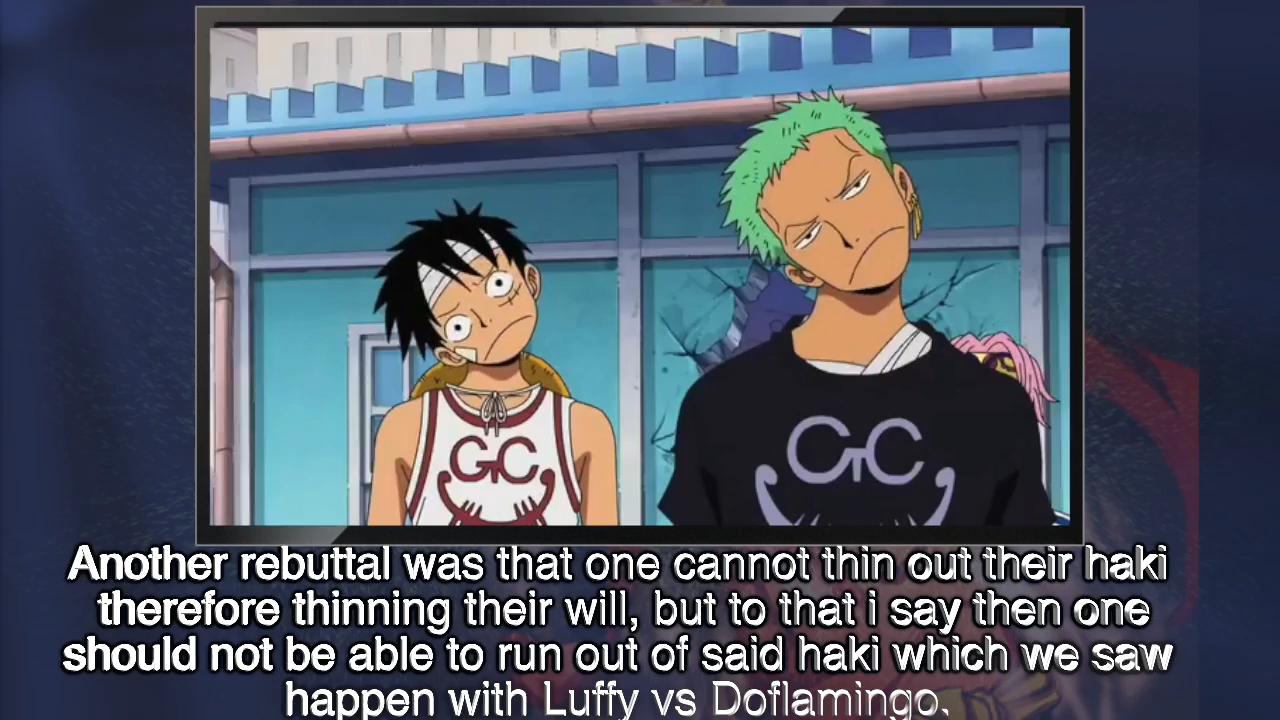 GC
GC
Another rebuttal was that one cannot thin out their haki
therefore thinning their will, but to that i say then one
should not be able to run out of said haki which we saw
happen with Luffy vs Doflamingo.